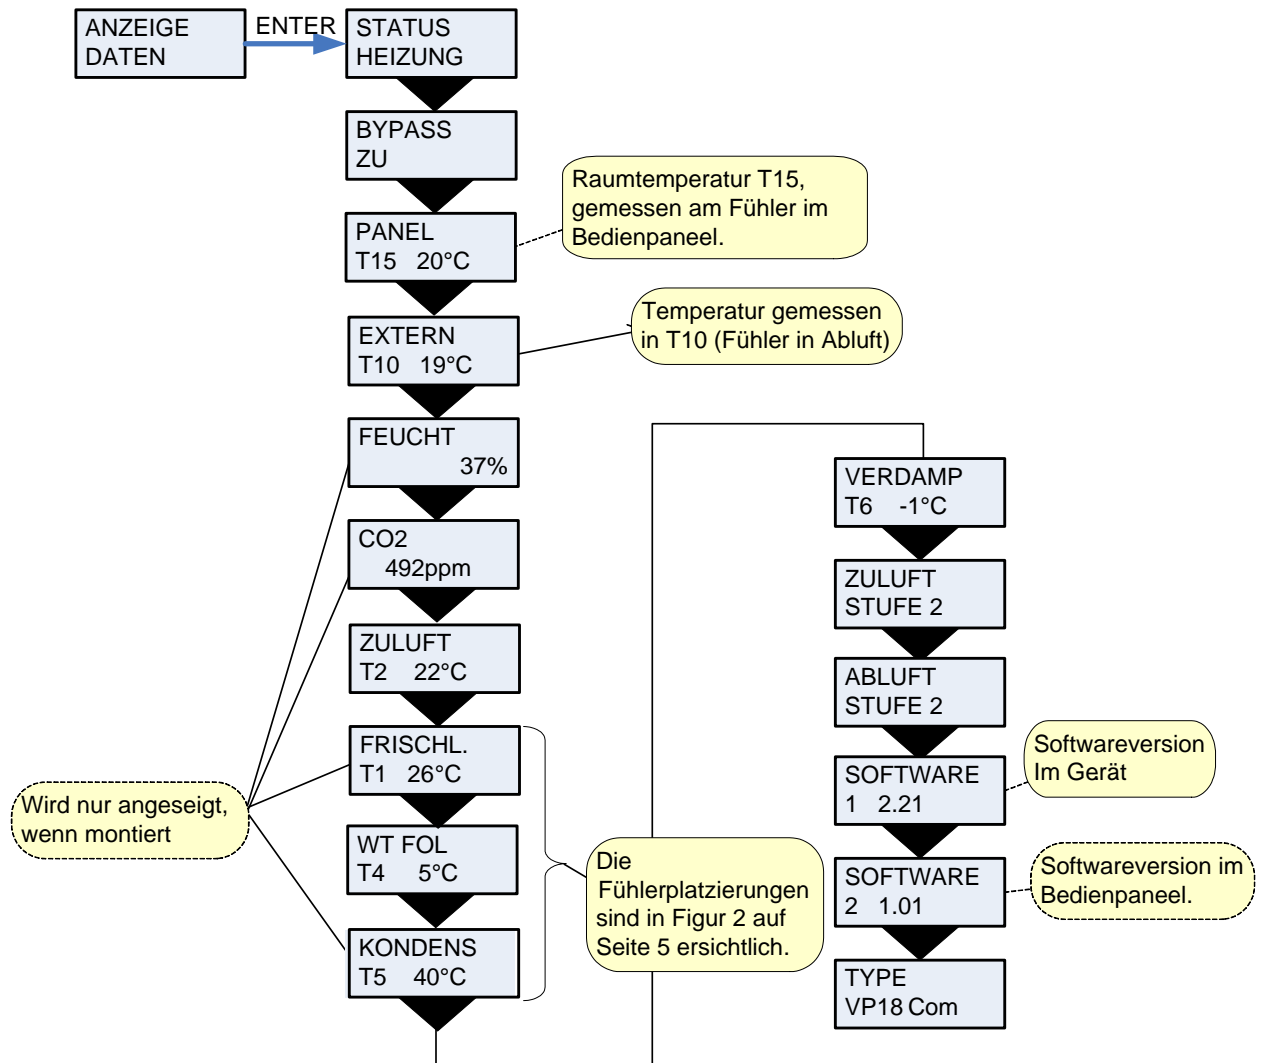 ANZEIGE
DATEN
ENTER
STATUS
HEIZUNG
BYPASS
ZU
PANEL
T15 20°C
Raumtemperatur T15,
gemessen am Fühler im
Bedienpaneel.
EXTERN
T10 19°C
Temperatur gemessen
in T10 (Fühler in Abluft)
FEUCHT
37%
CO2
492ppm
ZULUFT
T2 22°C
FRISCHL.
T1 26°C
WT FOL
T4 5°C
KONDENS
T5 40°C
Wird nur angeseigt,
wenn montiert
Die
Fühlerplatzierungen
sind in Figur 2 auf
Seite 5 ersichtlich.
VERDAMP
T6 -1°C
ZULUFT
STUFE 2
ABLUFT
STUFE 2
SOFTWARE
1 2.21
Softwareversion
Im Gerät
SOFTWARE
2 1.01
Softwareversion im
Bedienpaneel.
TYPE
VP18 Com